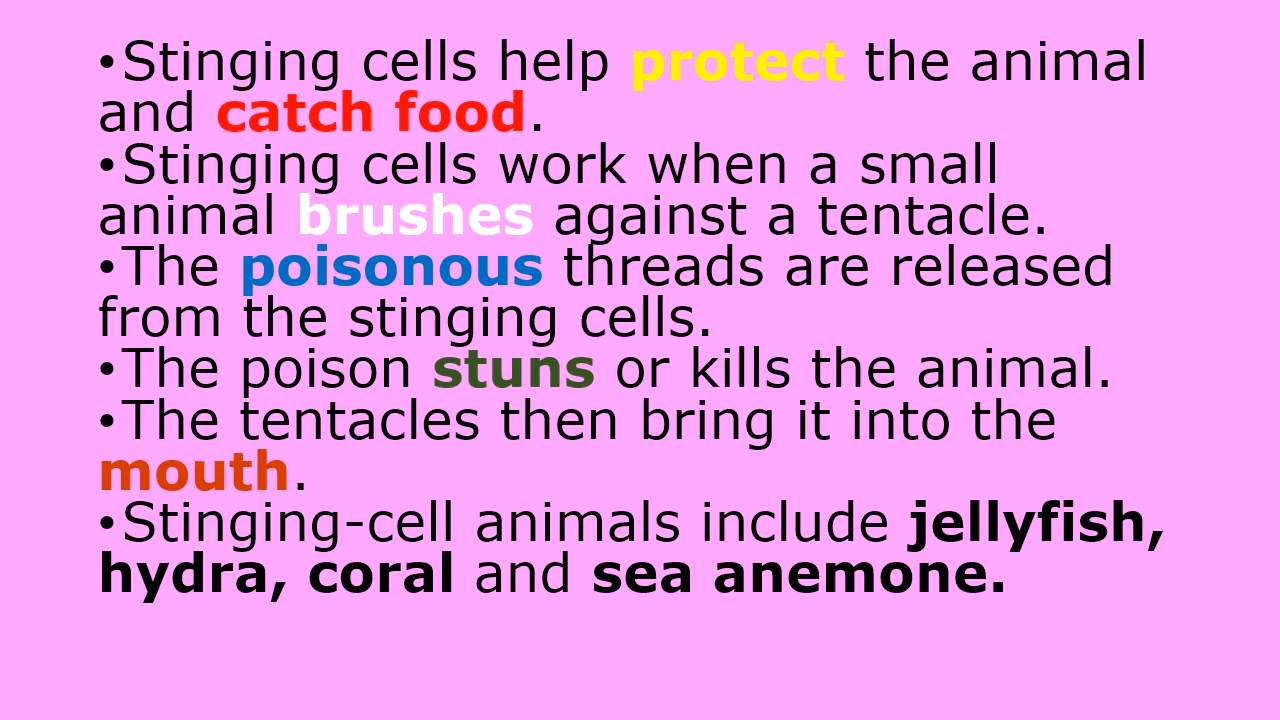 •Stinging cells help protect the animal
and catch food.
•Stinging cells work when a small
animal brushes against a tentacle.
•The poisonous threads are released
from the stinging cells.
•The poison stuns or kills the animal.
•The tentacles then bring it into the
mouth.
•Stinging-cell animals include jellyfish,
hydra, coral and sea anemone.